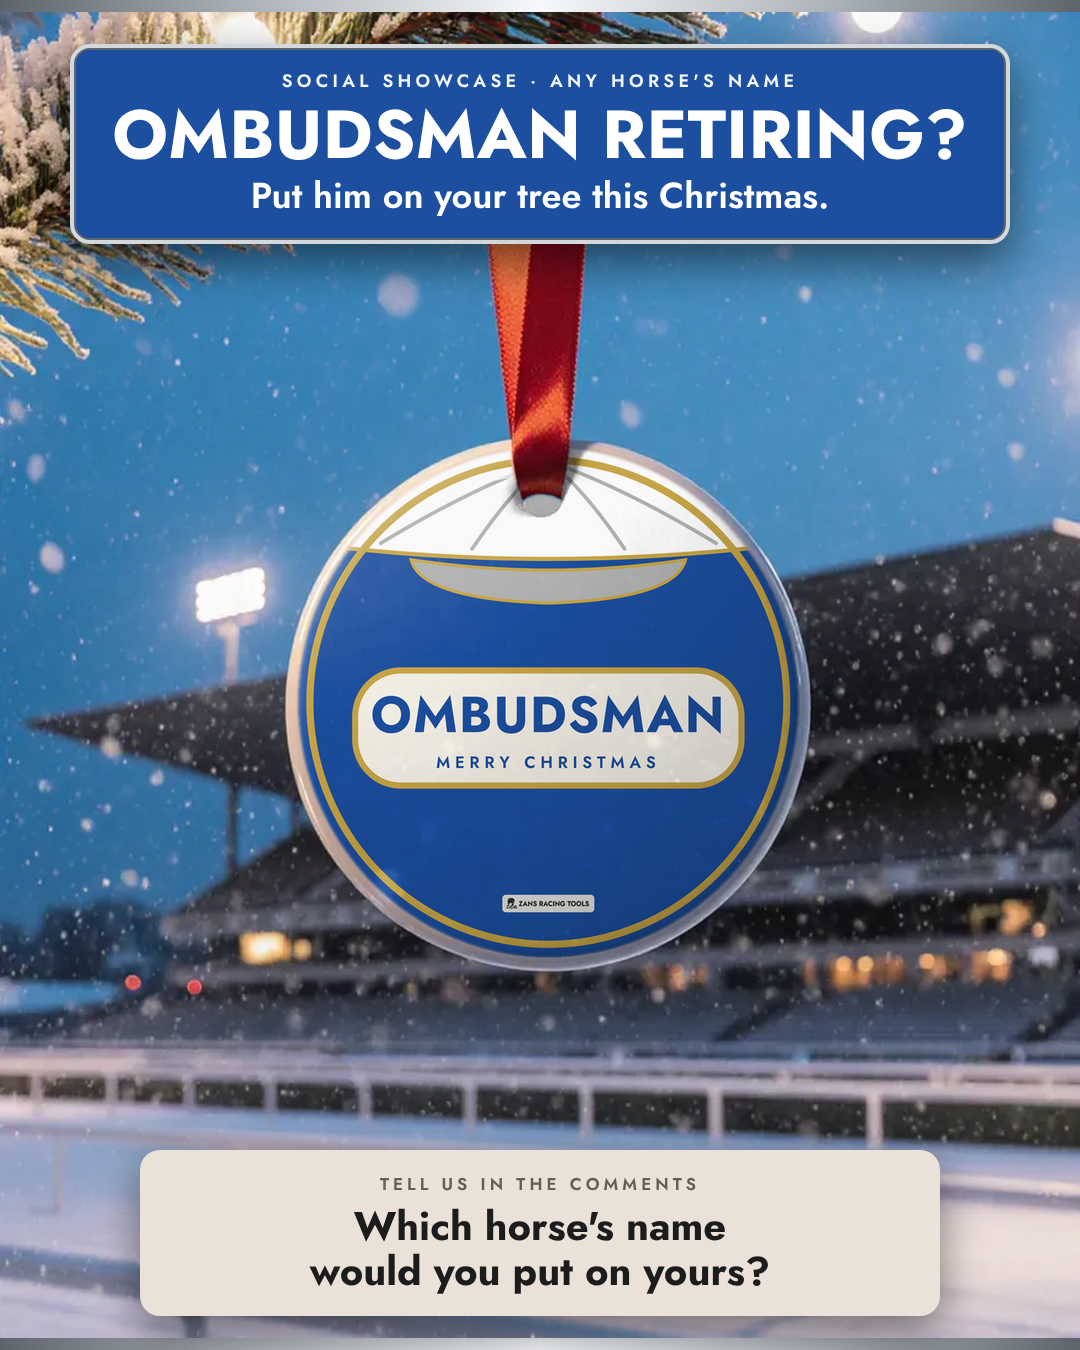 SOCIAL SHOWCASE · ANY HORSE'S NAME
OMBUDSMAN RETIRING?
Put him on your tree this Christmas.
OMBUDSMAN
MERRY CHRISTMAS
ZANS RACING TOOLS
TELL US IN THE COMMENTS
Which horse's name
would you put on yours?